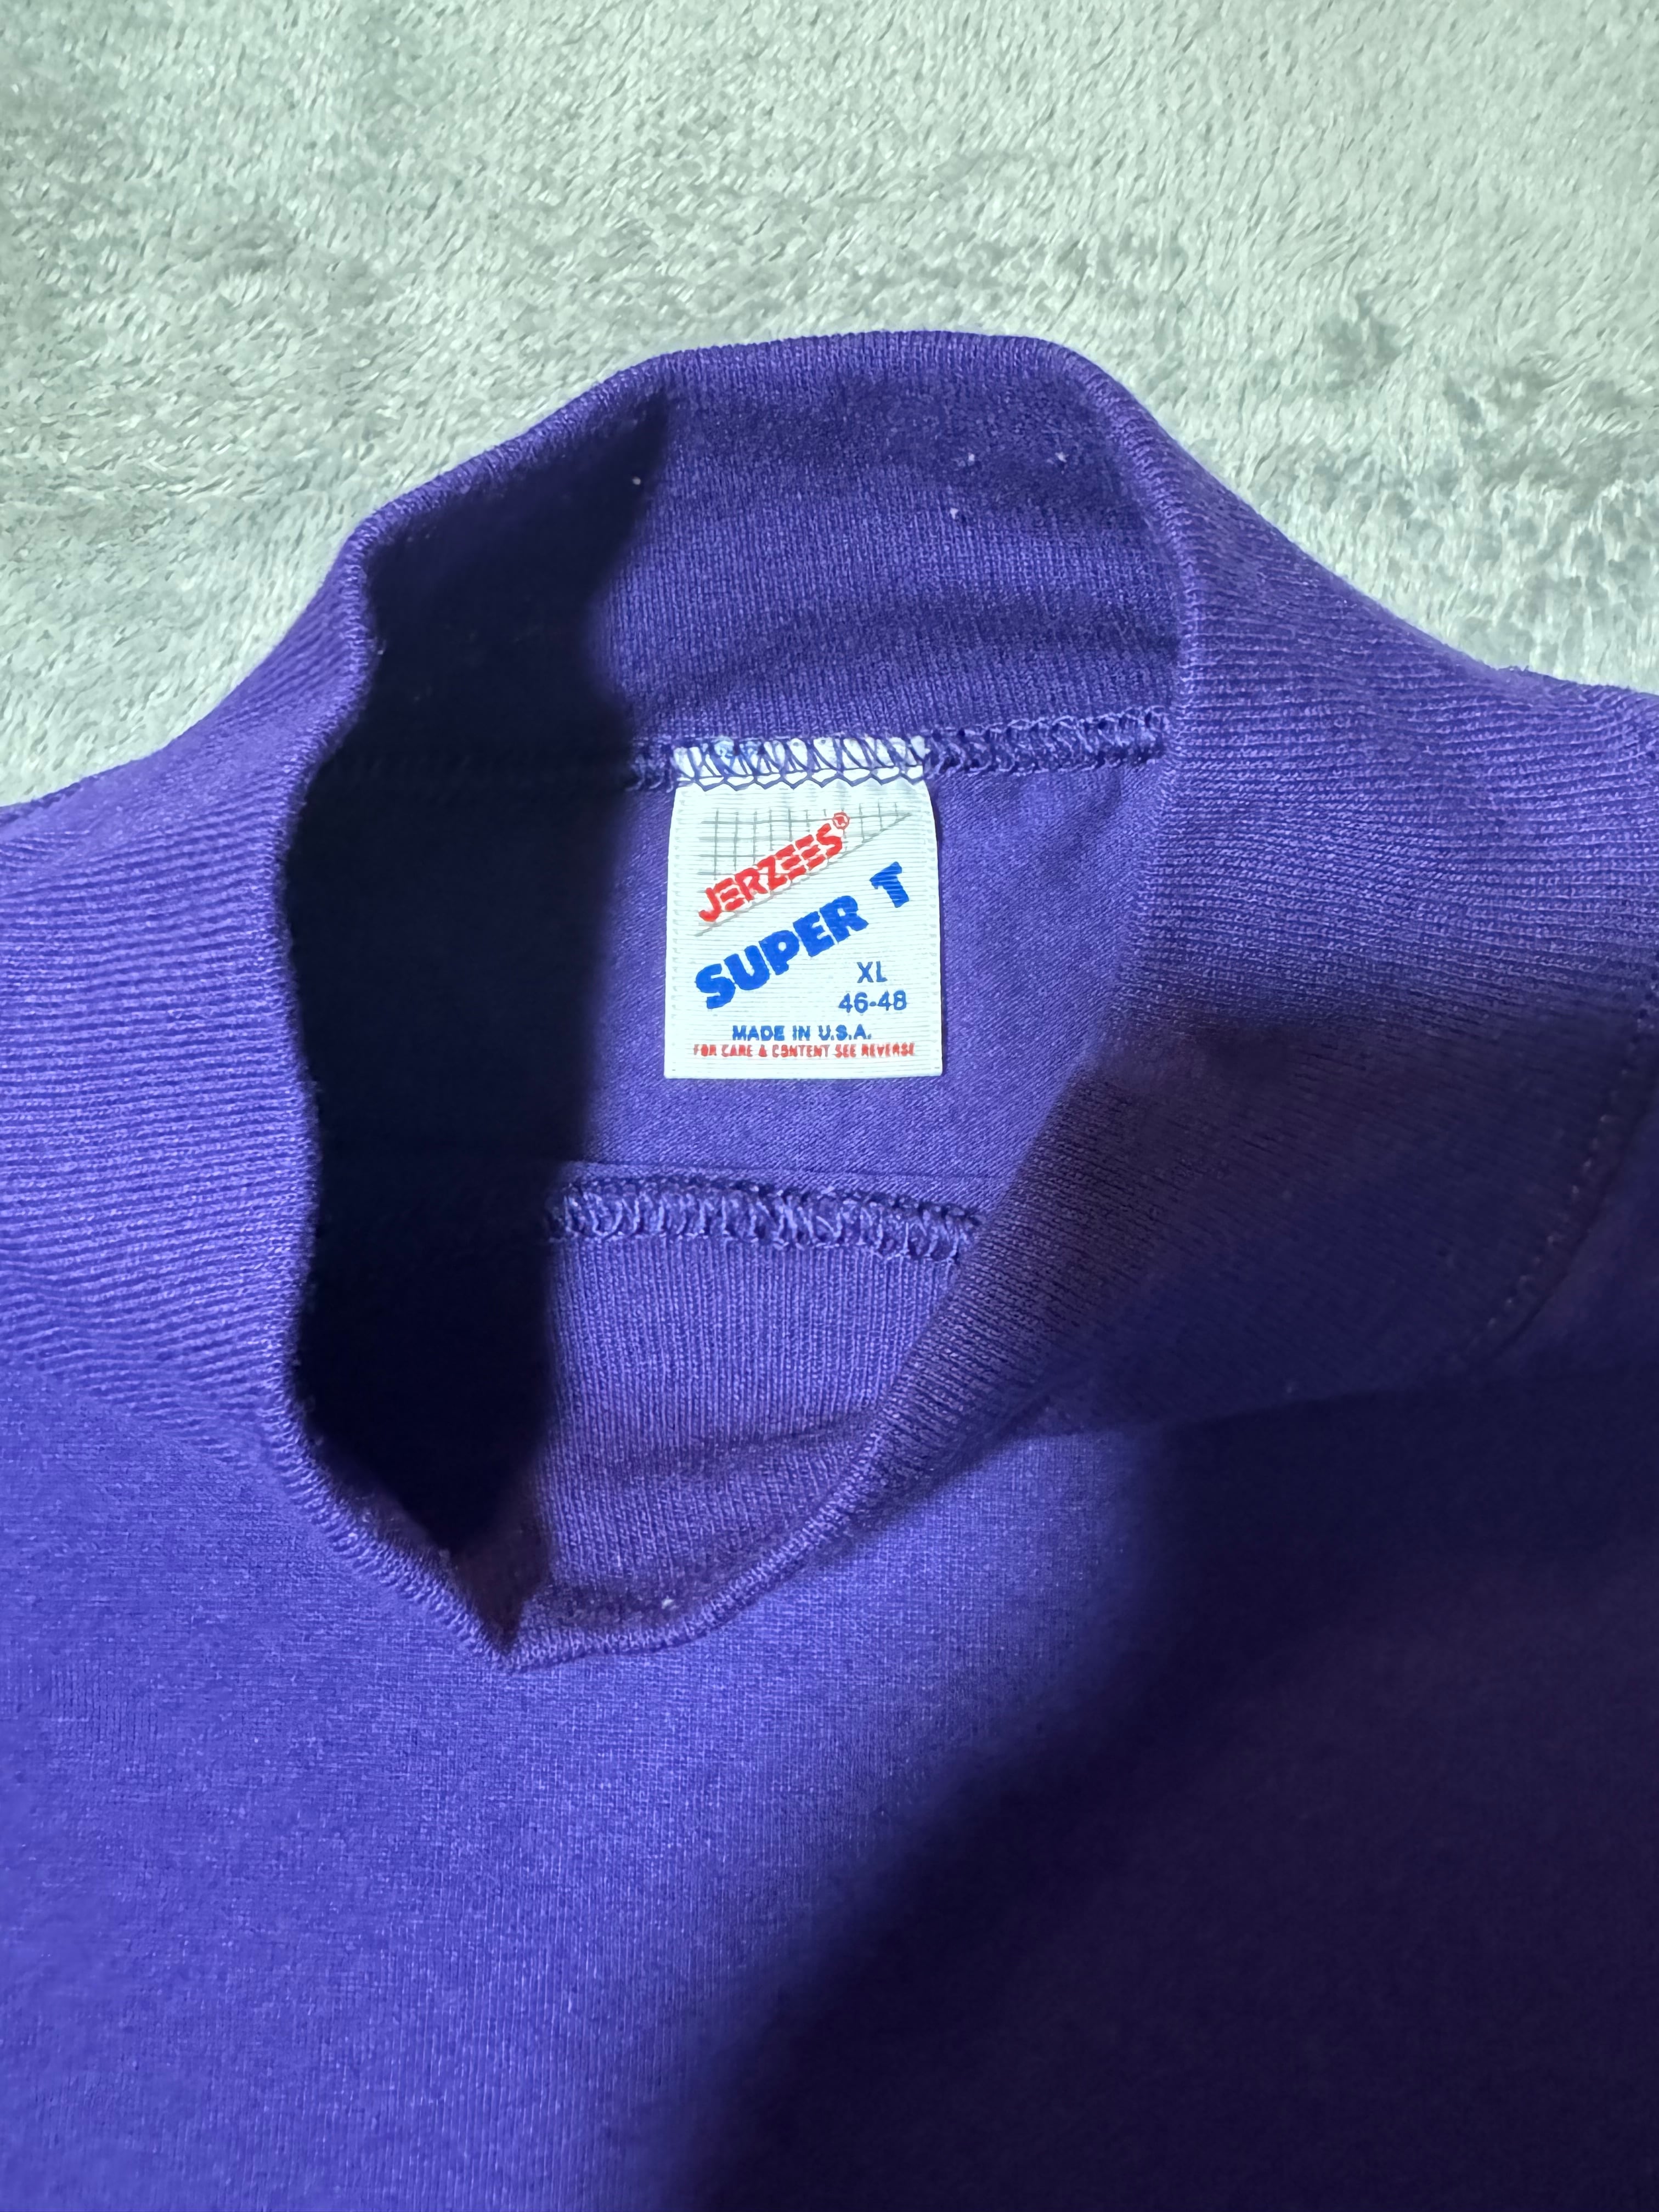 JERZEES®
SUPER T
XL
46-48
MADE IN U.S.A.
FOR CARE & CONTENT SEE REVERSE